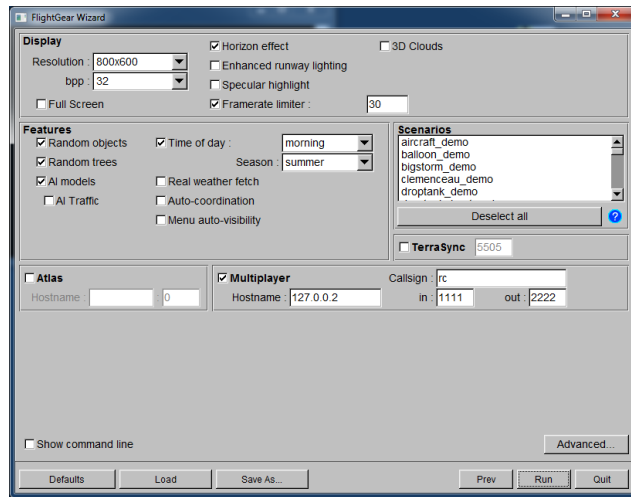 FlightGear Wizard
Display
Resolution : 800x600
bpp : 32
Full Screen
Horizon effect
Enhanced runway lighting
Specular highlight
Framerate limiter : 30
3D Clouds
Features
Random objects
Random trees
AI models
AI Traffic
Time of day : morning
Season : summer
Real weather fetch
Auto-coordination
Menu auto-visibility
Scenarios
aircraft_demo
balloon_demo
bigstorm_demo
clemenceau_demo
droptank_demo
Deselect all ?
TerraSync 5505
Atlas
Hostname : : 0
Multiplayer
Hostname : 127.0.0.2
Callsign : rc
in : 1111 out : 2222
Show command line
Advanced...
Defaults Load Save As... Prev Run Quit